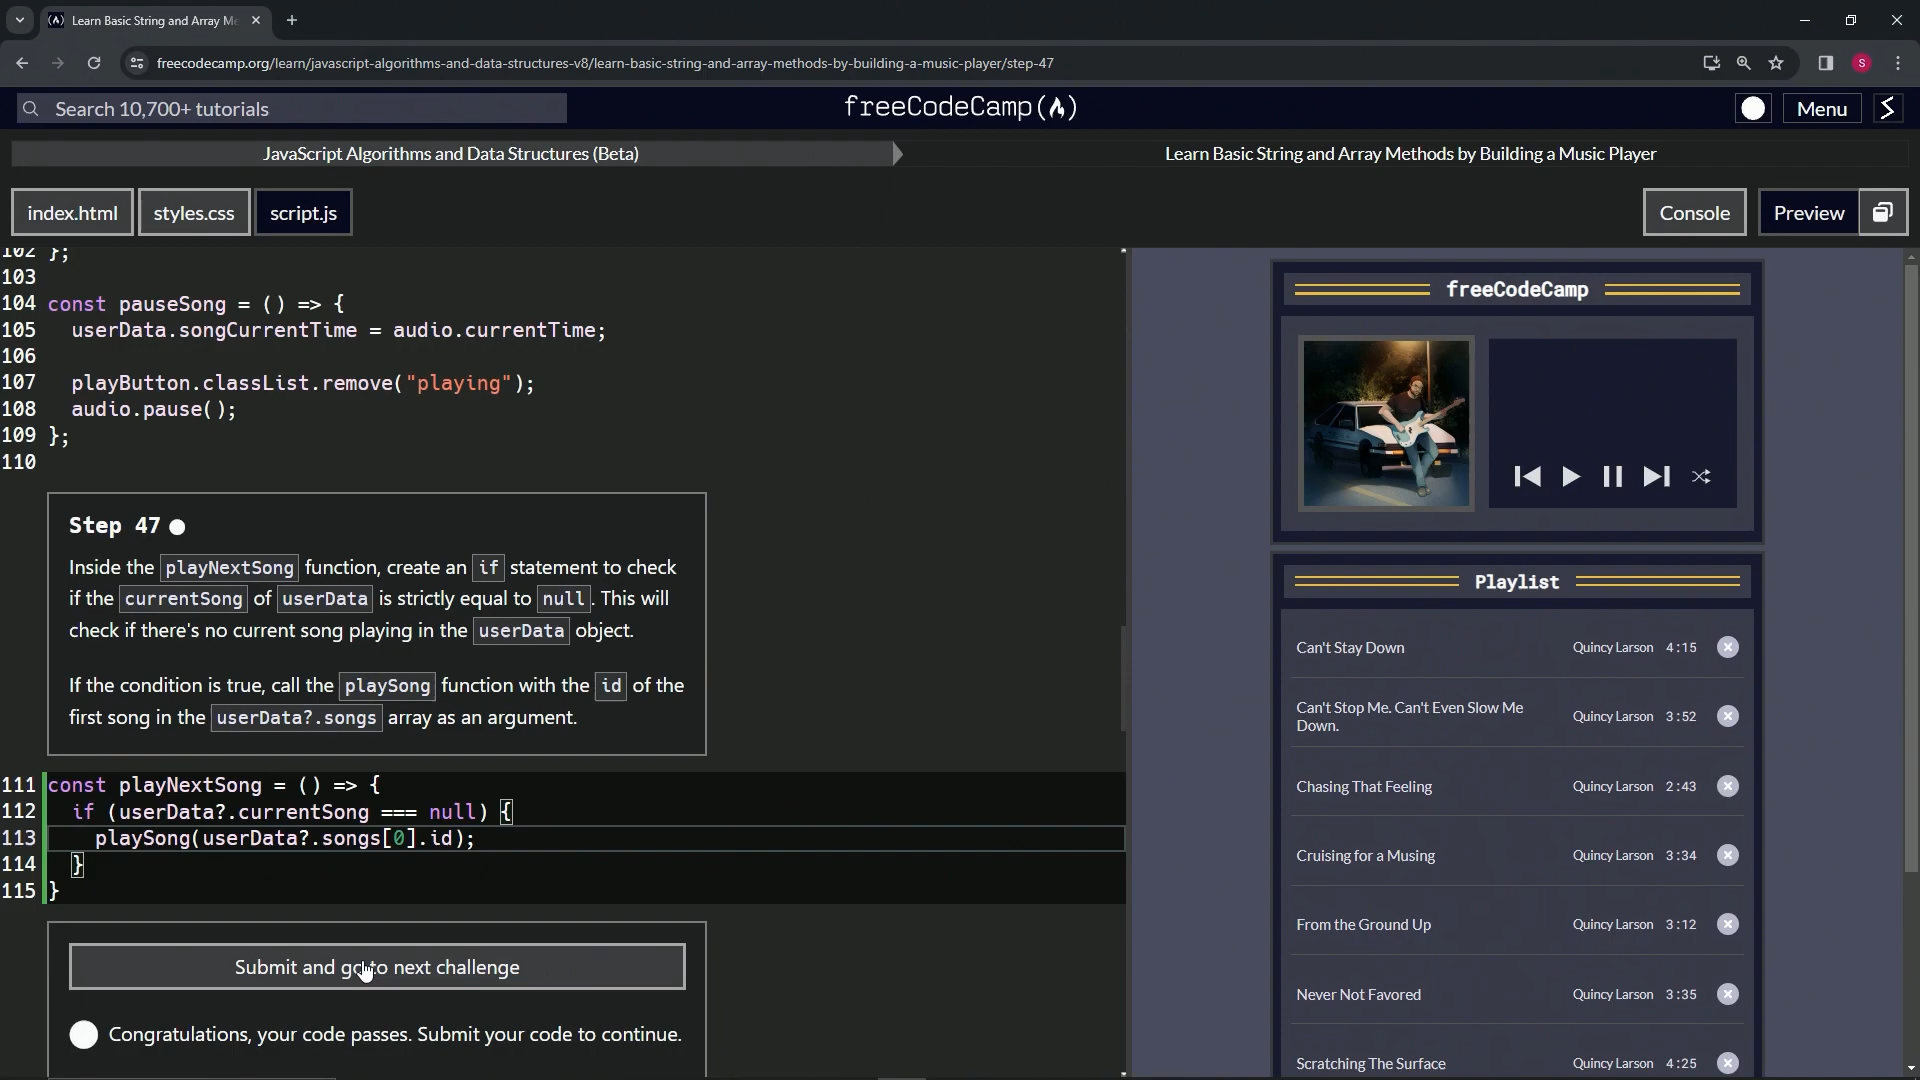 Learn Basic String and Array M
freecodecamp.org/learn/javascript-algorithms-and-data-structures-v8/learn-basic-string-and-array-methods-by-building-a-music-player/step-47
S
Search 10,700+ tutorials
freeCodeCamp(🔥)
Menu
JavaScript Algorithms and Data Structures (Beta)
Learn Basic String and Array Methods by Building a Music Player
index.html
styles.css
script.js
Console
Preview
102 };
103
104 const pauseSong = () => {
105 userData.songCurrentTime = audio.currentTime;
106
107 playButton.classList.remove("playing");
108 audio.pause();
109 };
110
Step 47
Inside the playNextSong function, create an if statement to check
if the currentSong of userData is strictly equal to null. This will
check if there's no current song playing in the userData object.
If the condition is true, call the playSong function with the id of the
first song in the userData?.songs array as an argument.
111 const playNextSong = () => {
112 if (userData?.currentSong === null) {
113 playSong(userData?.songs[0].id);
114 }
115 }
Submit and go to next challenge
Congratulations, your code passes. Submit your code to continue.
freeCodeCamp
Playlist
Can't Stay Down Quincy Larson 4:15
Can't Stop Me. Can't Even Slow Me
Down. Quincy Larson 3:52
Chasing That Feeling Quincy Larson 2:43
Cruising for a Musing Quincy Larson 3:34
From the Ground Up Quincy Larson 3:12
Never Not Favored Quincy Larson 3:35
Scratching The Surface Quincy Larson 4:25